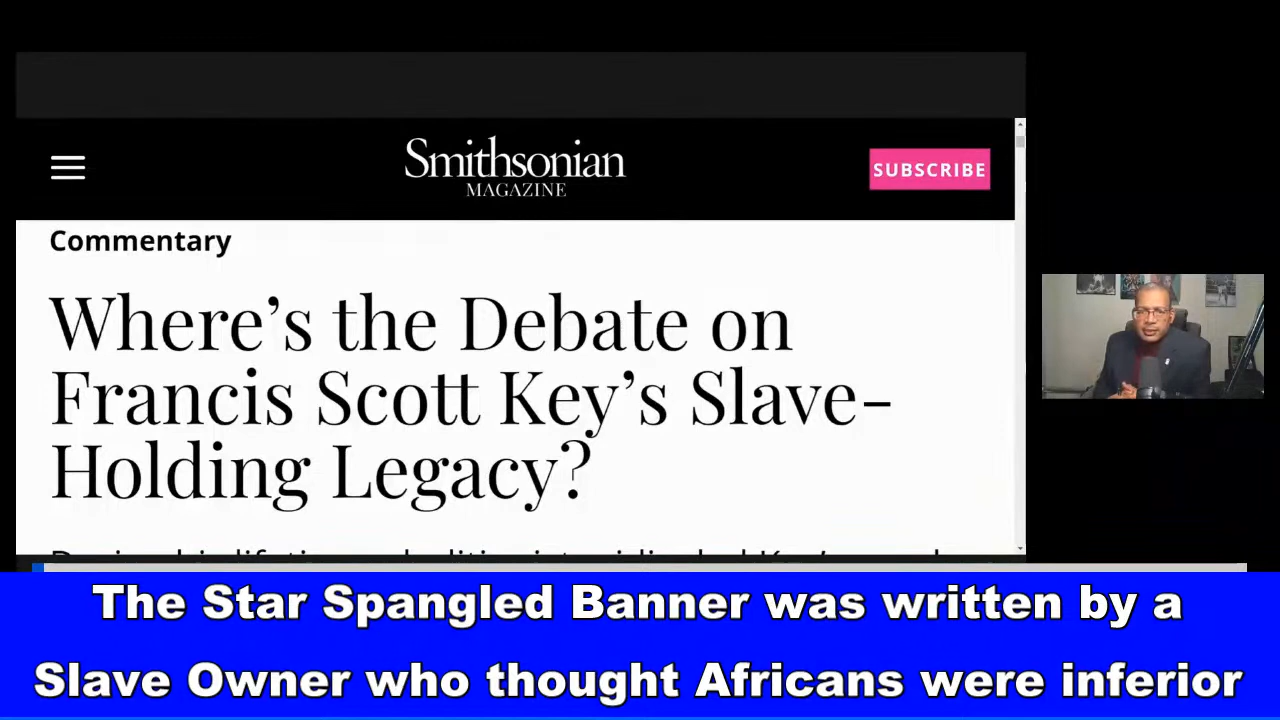 Smithsonian
MAGAZINE
SUBSCRIBE
Commentary
Where's the Debate on
Francis Scott Key's Slave-
Holding Legacy?
The Star Spangled Banner was written by a
Slave Owner who thought Africans were inferior